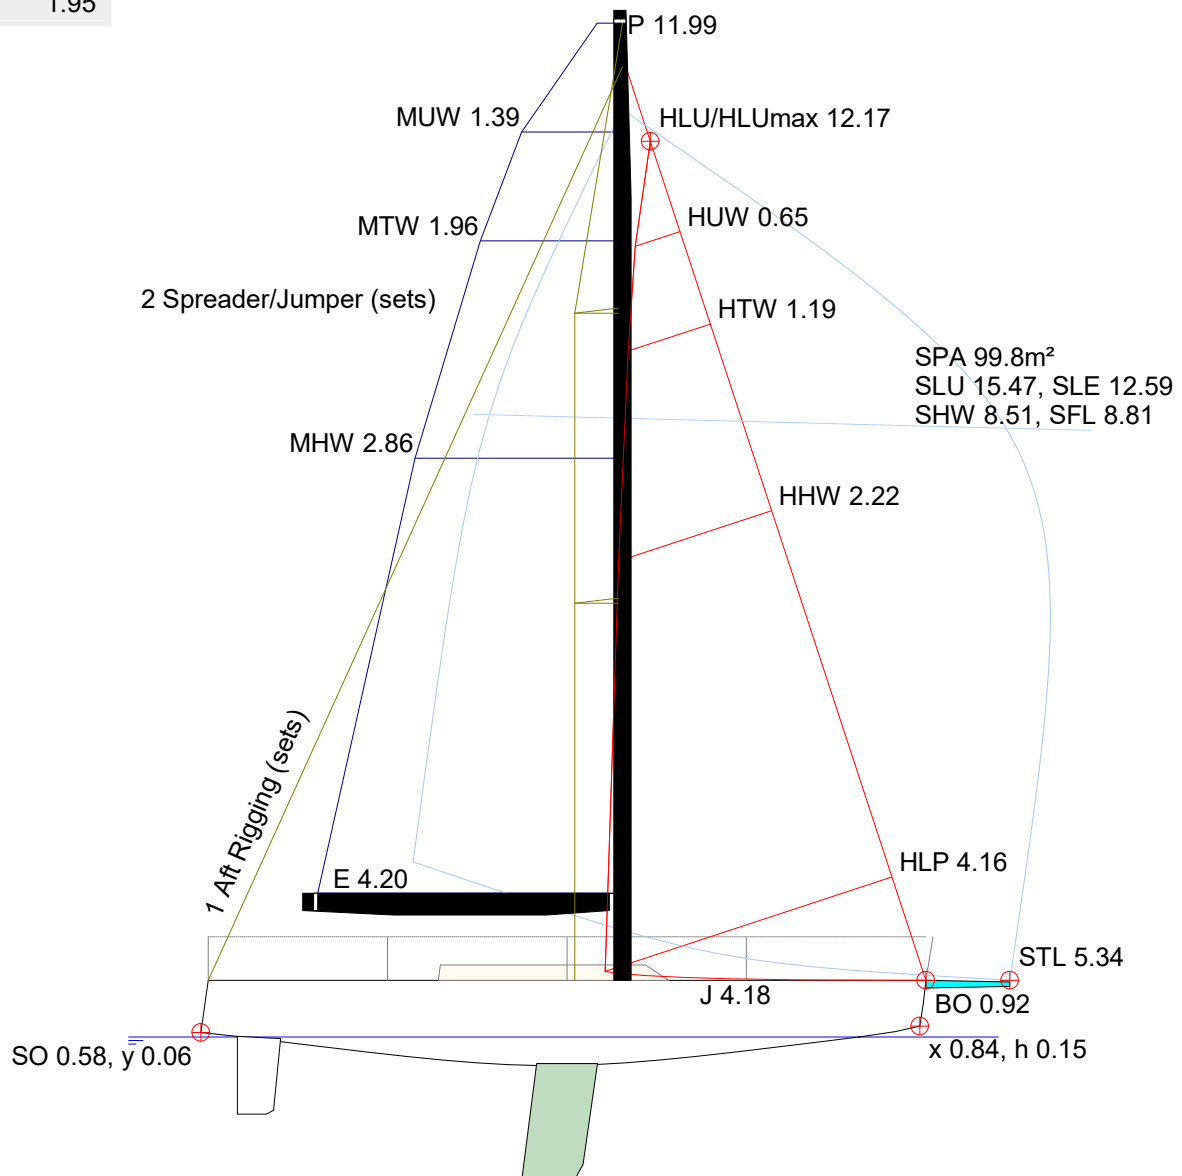 1.95
P 11.99
MUW 1.39
HLU/HLUmax 12.17
MTW 1.96
HUW 0.65
2 Spreader/Jumper (sets)
HTW 1.19
SPA 99.8m²
SLU 15.47, SLE 12.59
SHW 8.51, SFL 8.81
MHW 2.86
HHW 2.22
1 Aft Rigging (sets)
E 4.20
HLP 4.16
STL 5.34
J 4.18
BO 0.92
SO 0.58, y 0.06
x 0.84, h 0.15